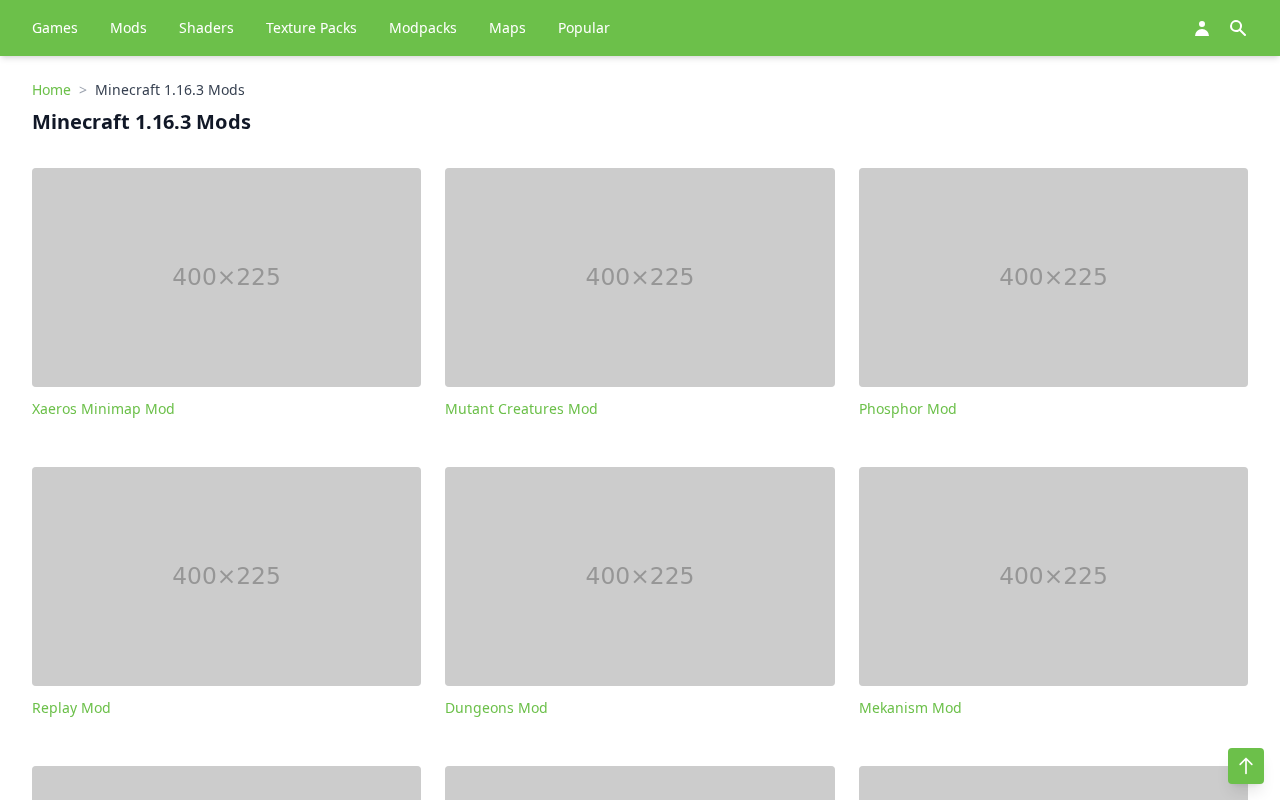 Games Mods Shaders Texture Packs Modpacks Maps Popular
Home > Minecraft 1.16.3 Mods
Minecraft 1.16.3 Mods
400×225 400×225 400×225
Xaeros Minimap Mod Mutant Creatures Mod Phosphor Mod
400×225 400×225 400×225
Replay Mod Dungeons Mod Mekanism Mod